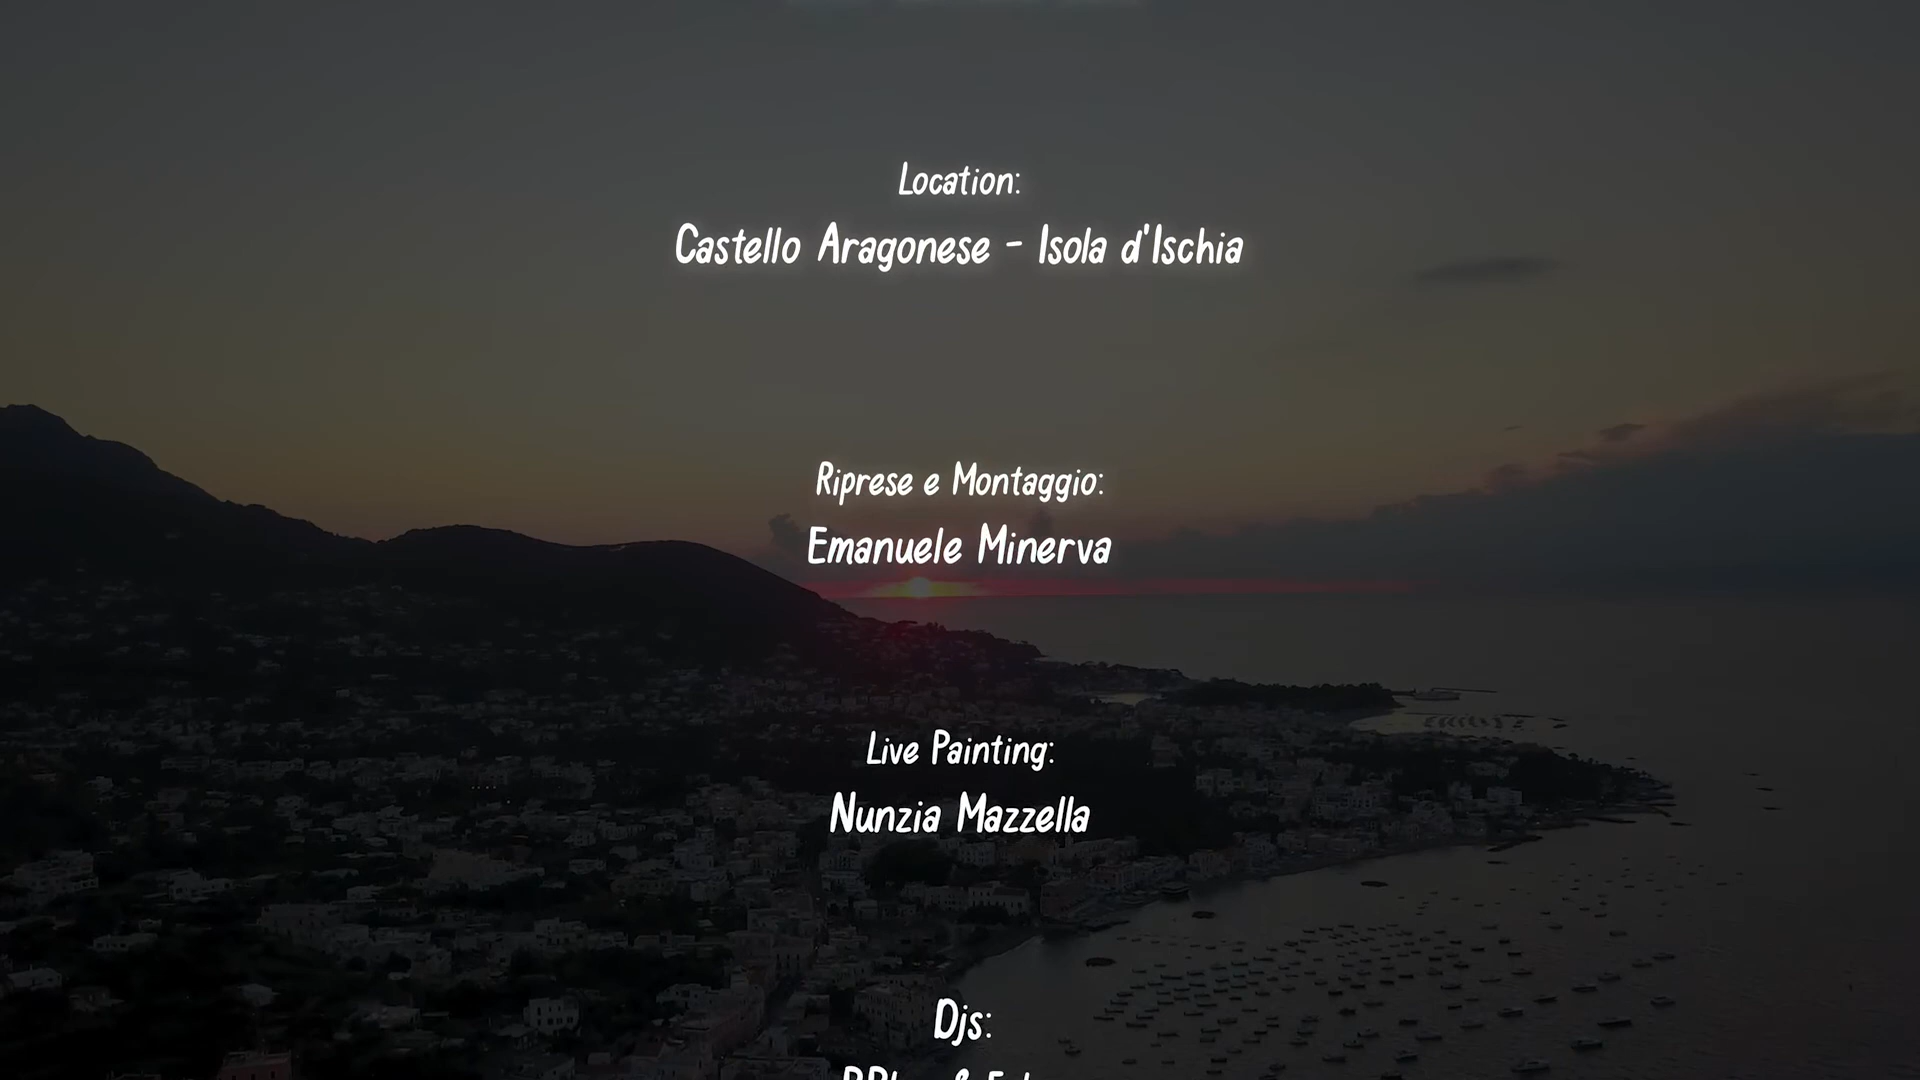 Location:
Castello Aragonese - Isola d'Ischia
Riprese e Montaggio:
Emanuele Minerva
Live Painting:
Nunzia Mazzella
Djs: